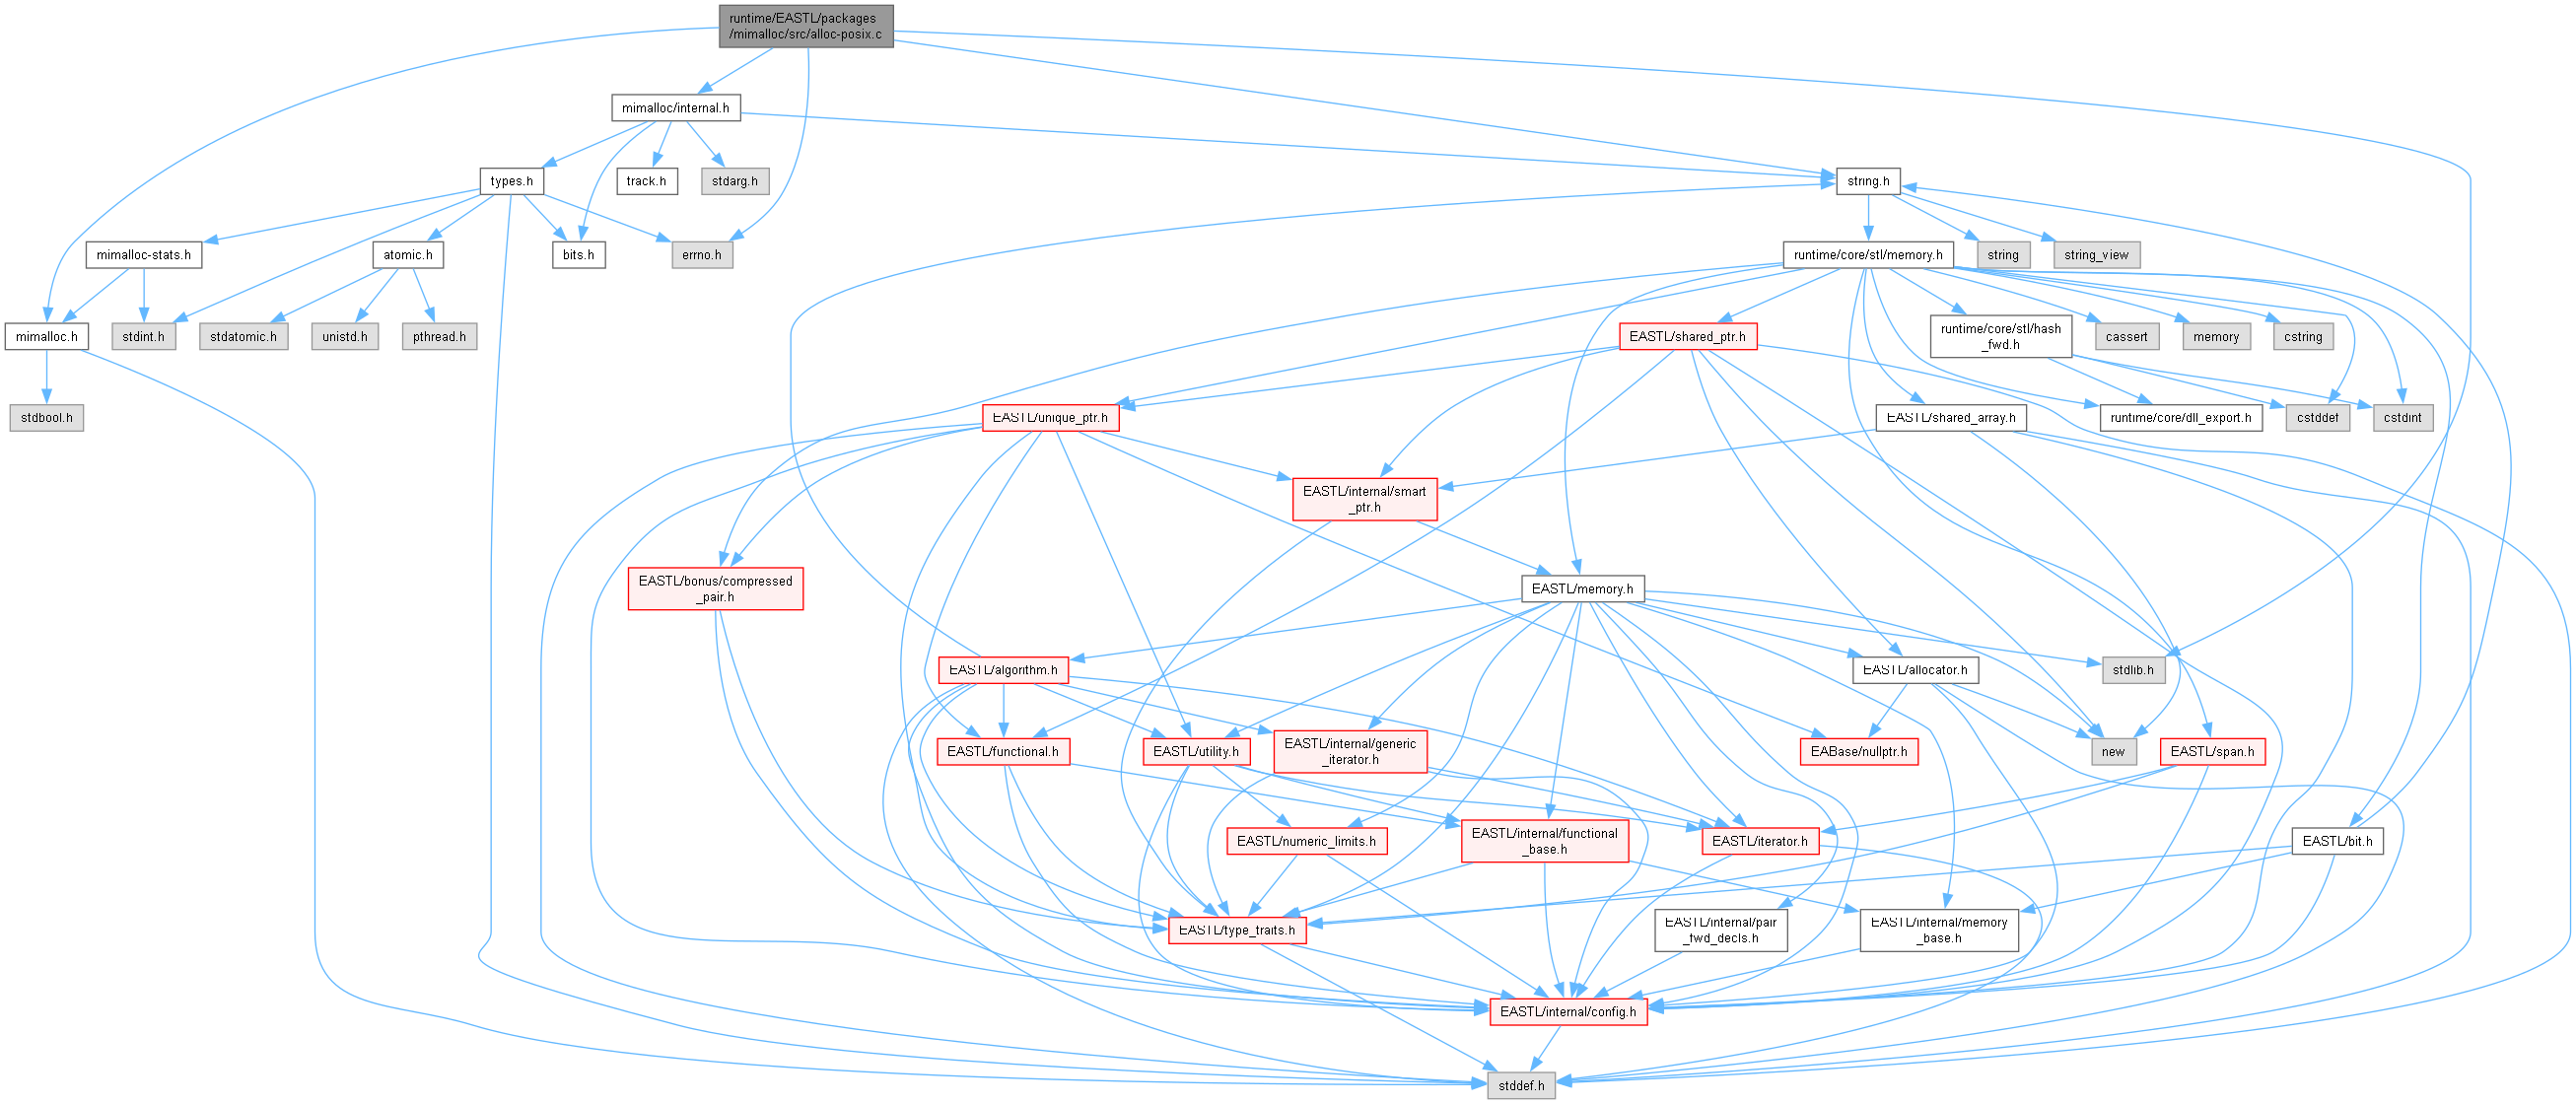 runtime/EASTL/packages
/mimalloc/src/alloc-posix.c
mimalloc/internal.h
types.h
track.h
stdarg.h
string.h
mimalloc-stats.h
atomic.h
bits.h
errno.h
runtime/core/stl/memory.h
string
string_view
mimalloc.h
stdint.h
stdatomic.h
unistd.h
pthread.h
EASTL/shared_ptr.h
runtime/core/stl/hash
_fwd.h
cassert
memory
cstring
stdbool.h
EASTL/unique_ptr.h
EASTL/shared_array.h
runtime/core/dll_export.h
cstddef
cstdint
EASTL/internal/smart
_ptr.h
EASTL/bonus/compressed
_pair.h
EASTL/memory.h
EASTL/algorithm.h
EASTL/allocator.h
stdlib.h
EASTL/functional.h
EASTL/utility.h
EASTL/internal/generic
_iterator.h
EABase/nullptr.h
new
EASTL/span.h
EASTL/numeric_limits.h
EASTL/internal/functional
_base.h
EASTL/iterator.h
EASTL/bit.h
EASTL/type_traits.h
EASTL/internal/pair
_fwd_decls.h
EASTL/internal/memory
_base.h
EASTL/internal/config.h
stddef.h